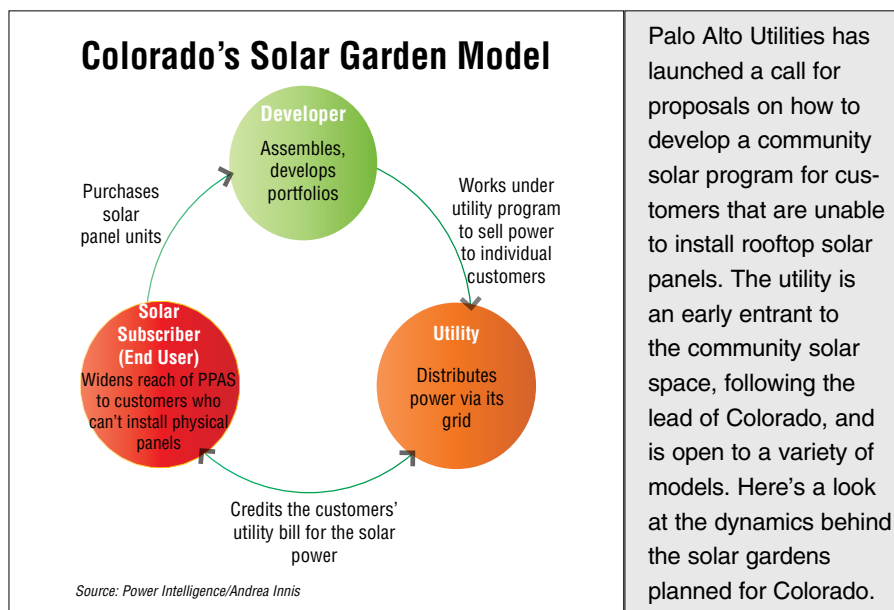 Colorado's Solar Garden Model
Developer
Assembles,
develops
portfolios
Purchases
solar
panel units
Works under
utility program
to sell power
to individual
customers
Solar
Subscriber
(End User)
Widens reach of PPAS
to customers who
can't install physical
panels
Utility
Distributes
power via its
grid
Credits the customers'
utility bill for the solar
power
Source: Power Intelligence/Andrea Innis
Palo Alto Utilities has
launched a call for
proposals on how to
develop a community
solar program for cus-
tomers that are unable
to install rooftop solar
panels. The utility is
an early entrant to
the community solar
space, following the
lead of Colorado, and
is open to a variety of
models. Here's a look
at the dynamics behind
the solar gardens
planned for Colorado.